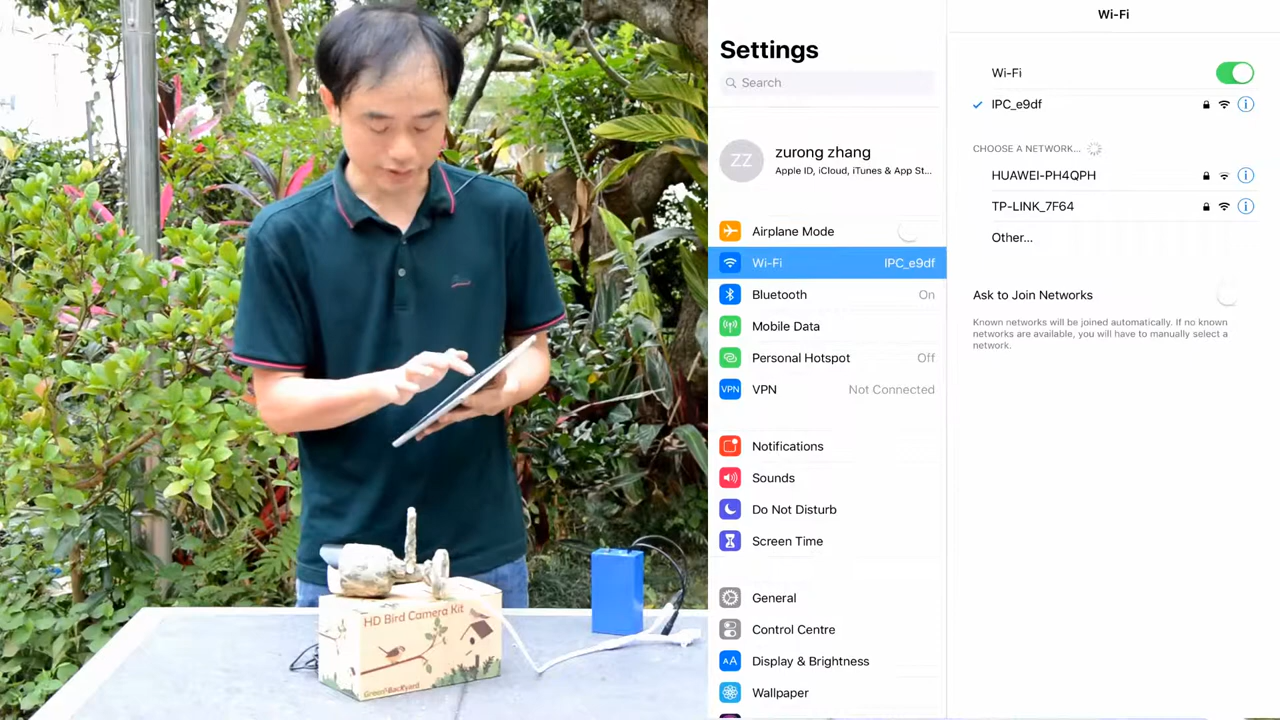 HD Bird Camera Kit
Green-Backyard
Settings
Search
ZZ
zurong zhang
Apple ID, iCloud, iTunes & App St...
Airplane Mode
Wi-Fi IPC_e9df
Bluetooth On
Mobile Data
Personal Hotspot Off
VPN VPN Not Connected
Notifications
Sounds
Do Not Disturb
Screen Time
General
Control Centre
AA Display & Brightness
Wallpaper
Wi-Fi
Wi-Fi
IPC_e9df
CHOOSE A NETWORK...
HUAWEI-PH4QPH
TP-LINK_7F64
Other...
Ask to Join Networks
Known networks will be joined automatically. If no known
networks are available, you will have to manually select a
network.